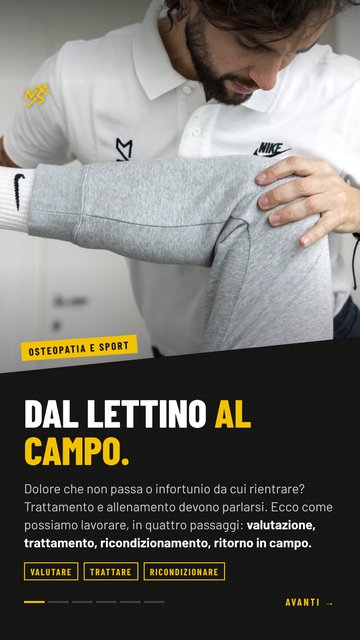 NIKE
OSTEOPATIA E SPORT
DAL LETTINO AL
CAMPO.
Dolore che non passa o infortunio da cui rientrare?
Trattamento e allenamento devono parlarsi. Ecco come
possiamo lavorare, in quattro passaggi: valutazione,
trattamento, ricondizionamento, ritorno in campo.
VALUTARE TRATTARE RICONDIZIONARE
AVANTI →